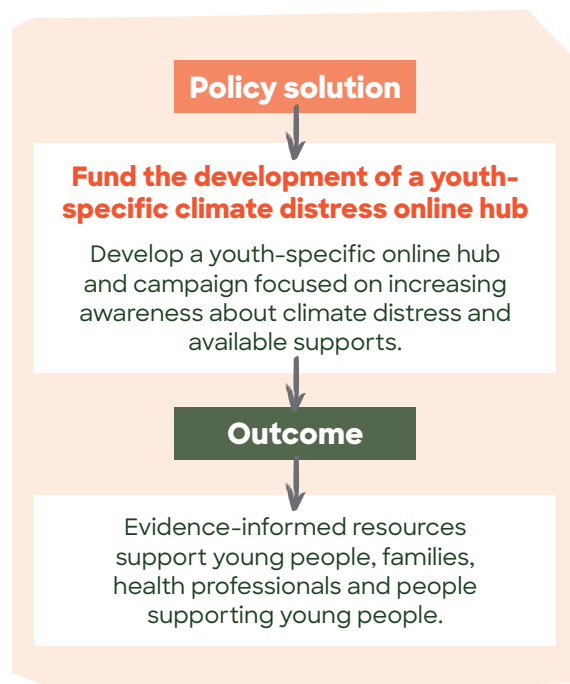 Policy solution
Fund the development of a youth-
specific climate distress online hub
Develop a youth-specific online hub
and campaign focused on increasing
awareness about climate distress and
available supports.
Outcome
Evidence-informed resources
support young people, families,
health professionals and people
supporting young people.